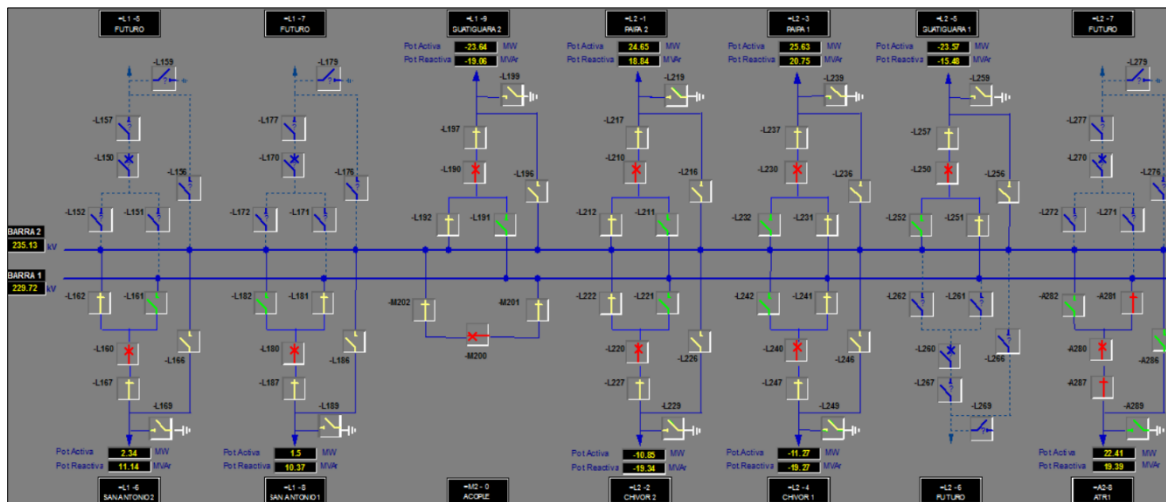 =L1 -5
FUTURO
=L1 -7
FUTURO
=L1 -9
GUATIGUARA 2
=L2 -1
PAIPA 2
=L2 -3
PAIPA 1
=L2 -5
GUATIGUARA 1
=L2 -7
FUTURO
Pot Activa -23.64 MW
Pot Reactiva -19.06 MVAr
Pot Activa 24.65 MW
Pot Reactiva 18.84 MVAr
Pot Activa 25.63 MW
Pot Reactiva 20.75 MVAr
Pot Activa -23.57 MW
Pot Reactiva -15.48 MVAr
-L159 -L179 -L199 -L219 -L239 -L259 -L279
-L157 -L177 -L197 -L217 -L237 -L257 -L277
-L150 -L156 -L170 -L176 -L190 -L196 -L210 -L216 -L230 -L236 -L250 -L256 -L270 -L276
-L152 -L151 -L172 -L171 -L192 -L191 -L212 -L211 -L232 -L231 -L252 -L251 -L272 -L271
BARRA 2
235.13 kV
BARRA 1
229.72 kV
-L162 -L161 -L182 -L181 -M202 -M201 -L222 -L221 -L242 -L241 -L262 -L261 -A282 -A281
-L160 -L166 -L180 -L186 -M200 -L220 -L226 -L240 -L246 -L260 -L266 -A280 -A286
-L167 -L187 -L227 -L247 -L267 -A287
-L169 -L189 -L229 -L249 -L269 -A289
Pot Activa 2.34 MW
Pot Reactiva 11.14 MVAr
Pot Activa 1.5 MW
Pot Reactiva 10.37 MVAr
Pot Activa -10.85 MW
Pot Reactiva -19.34 MVAr
Pot Activa -11.27 MW
Pot Reactiva -19.27 MVAr
Pot Activa 22.41 MW
Pot Reactiva 19.39 MVAr
=L1 -6
SAN ANTONIO 2
=L1 -8
SAN ANTONIO 1
=M2 - 0
ACOPLE
=L2 -2
CHIVOR 2
=L2 -4
CHIVOR 1
=L2 -6
FUTURO
=A2-8
ATR1